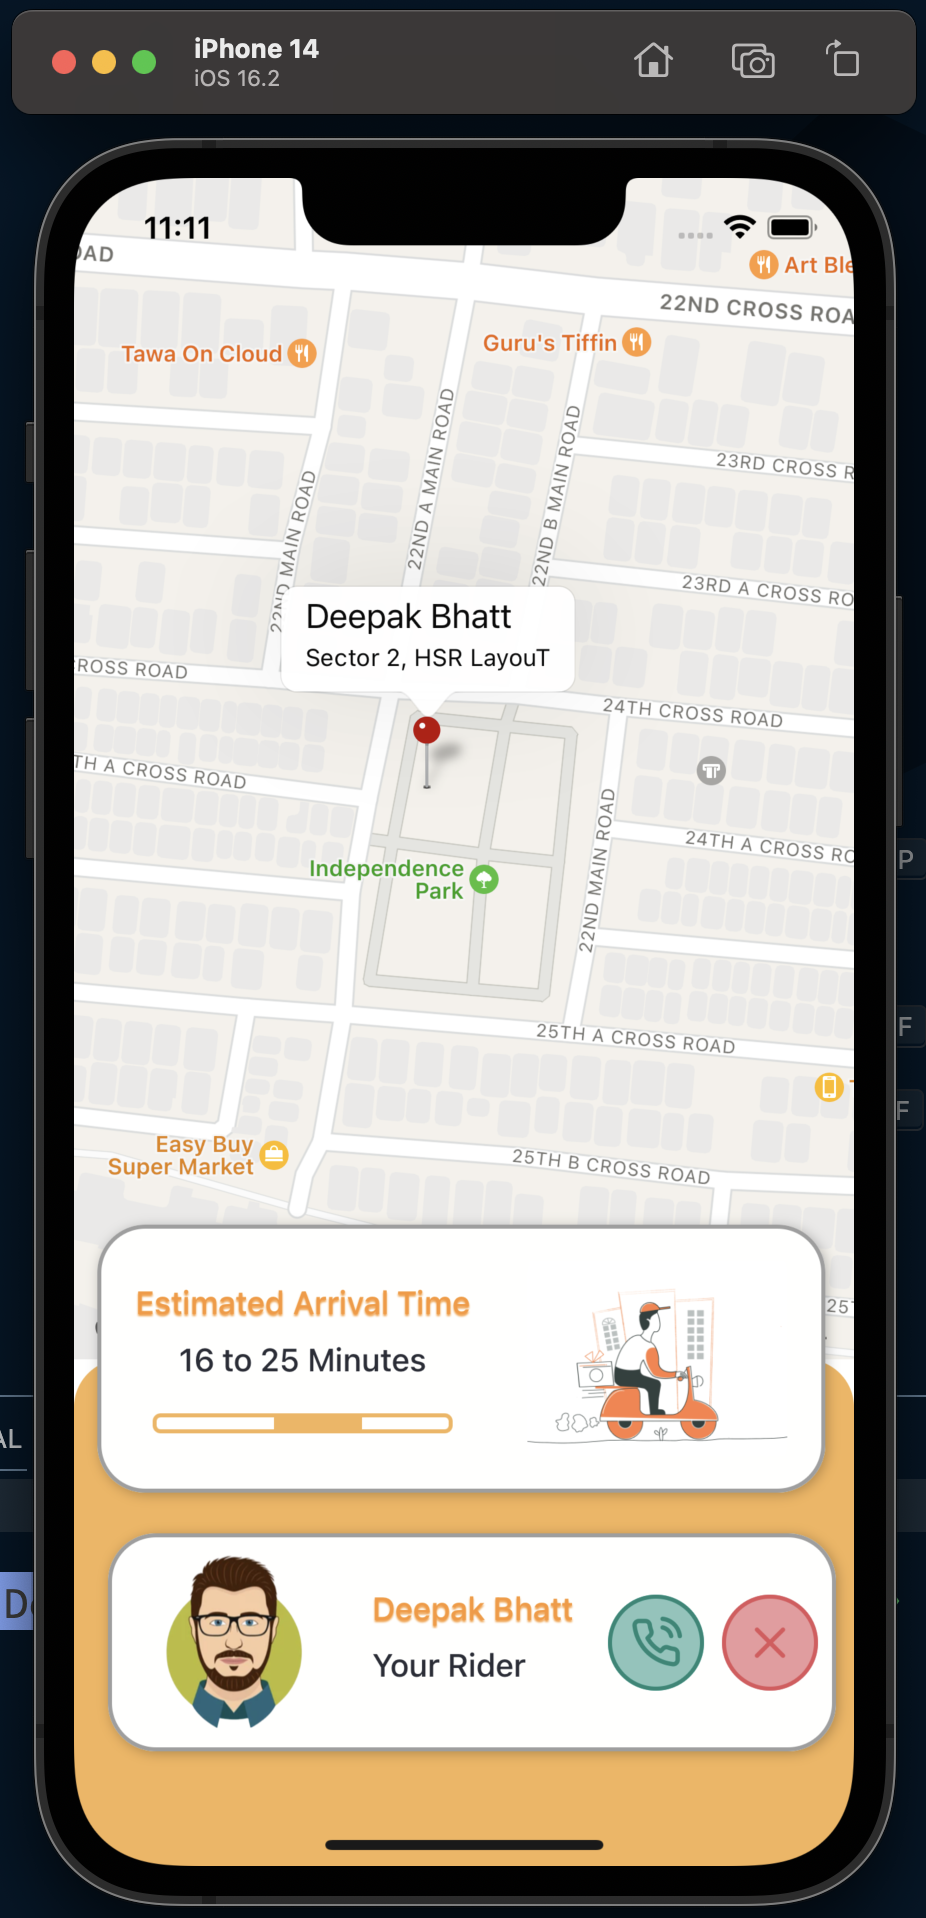 iPhone 14
iOS 16.2
11:11
OAD
Art Ble
22ND CROSS ROA
Guru's Tiffin
Tawa On Cloud
22ND A MAIN ROAD
22ND B MAIN ROAD
23RD CROSS R
22ND MAIN ROAD
23RD A CROSS RO
Deepak Bhatt
Sector 2, HSR LayouT
ROSS ROAD
24TH CROSS ROAD
TH A CROSS ROAD
22ND MAIN ROAD
24TH A CROSS RO
P
Independence
Park
F
25TH A CROSS ROAD
F
Easy Buy
Super Market
25TH B CROSS ROAD
Estimated Arrival Time
25T
16 to 25 Minutes
AL
Deepak Bhatt
D
Your Rider